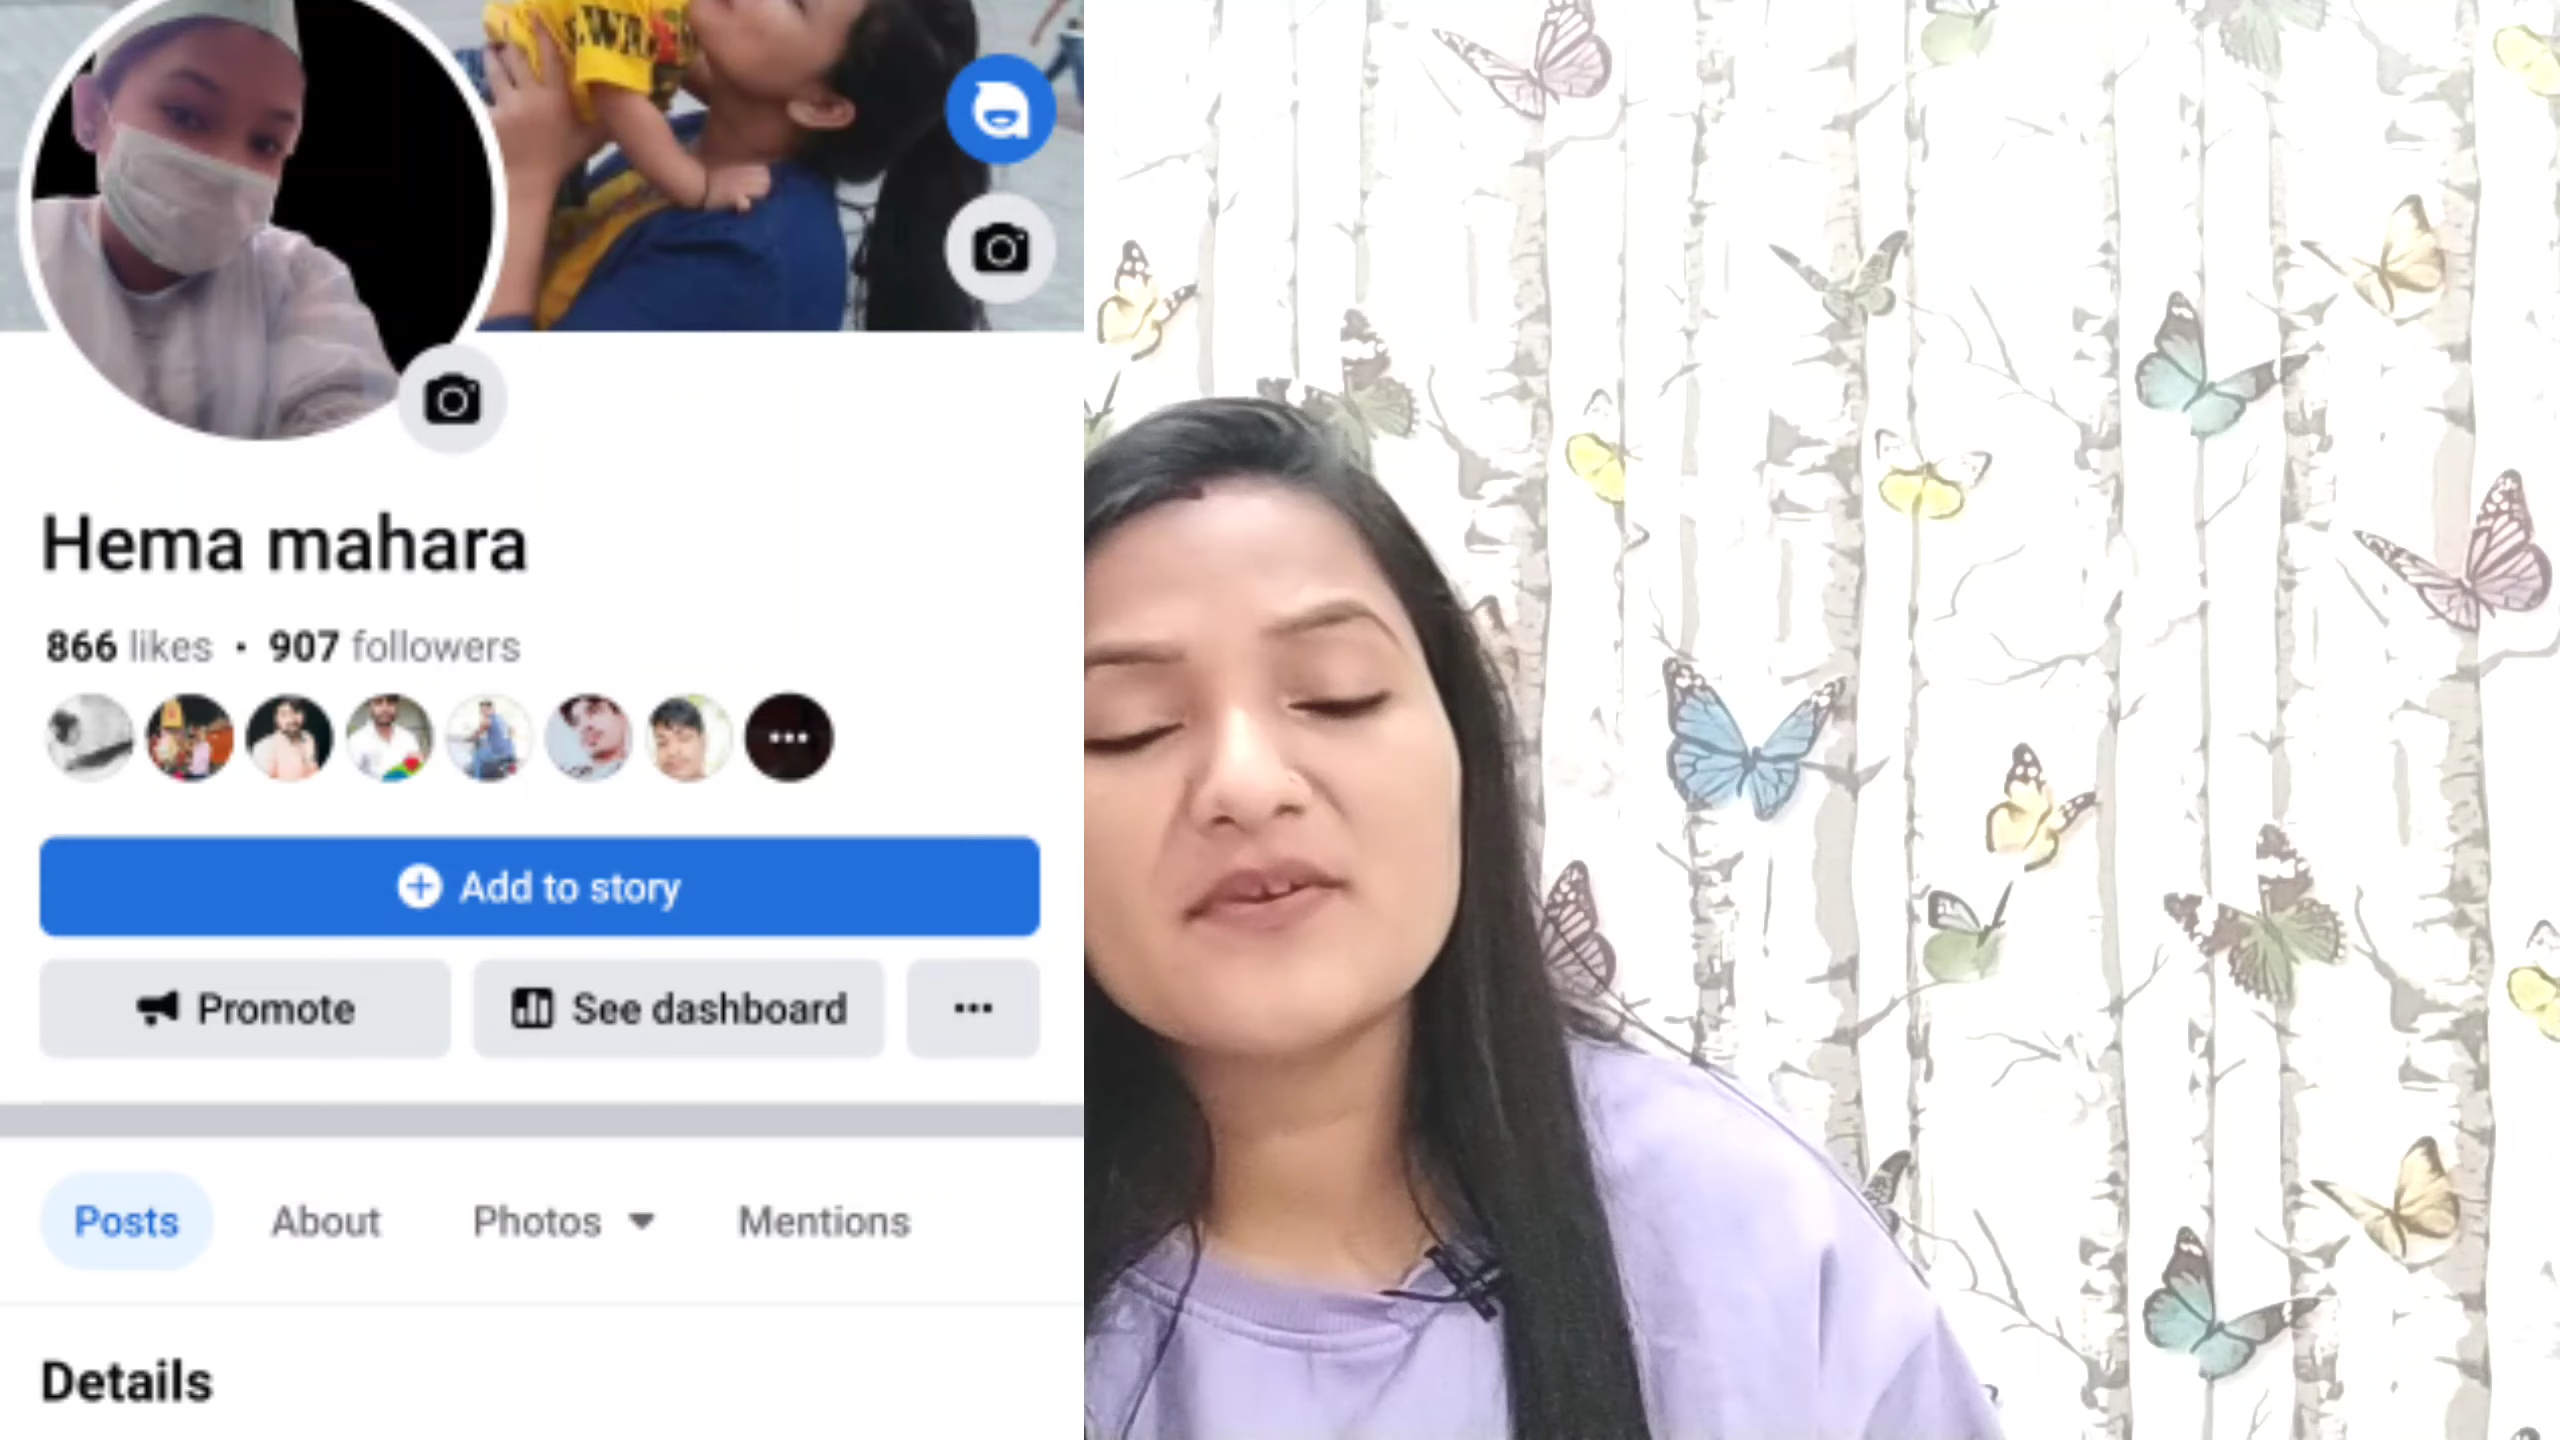 Hema mahara
866 likes • 907 followers
Add to story
Promote
See dashboard
Posts
About
Photos
Mentions
Details